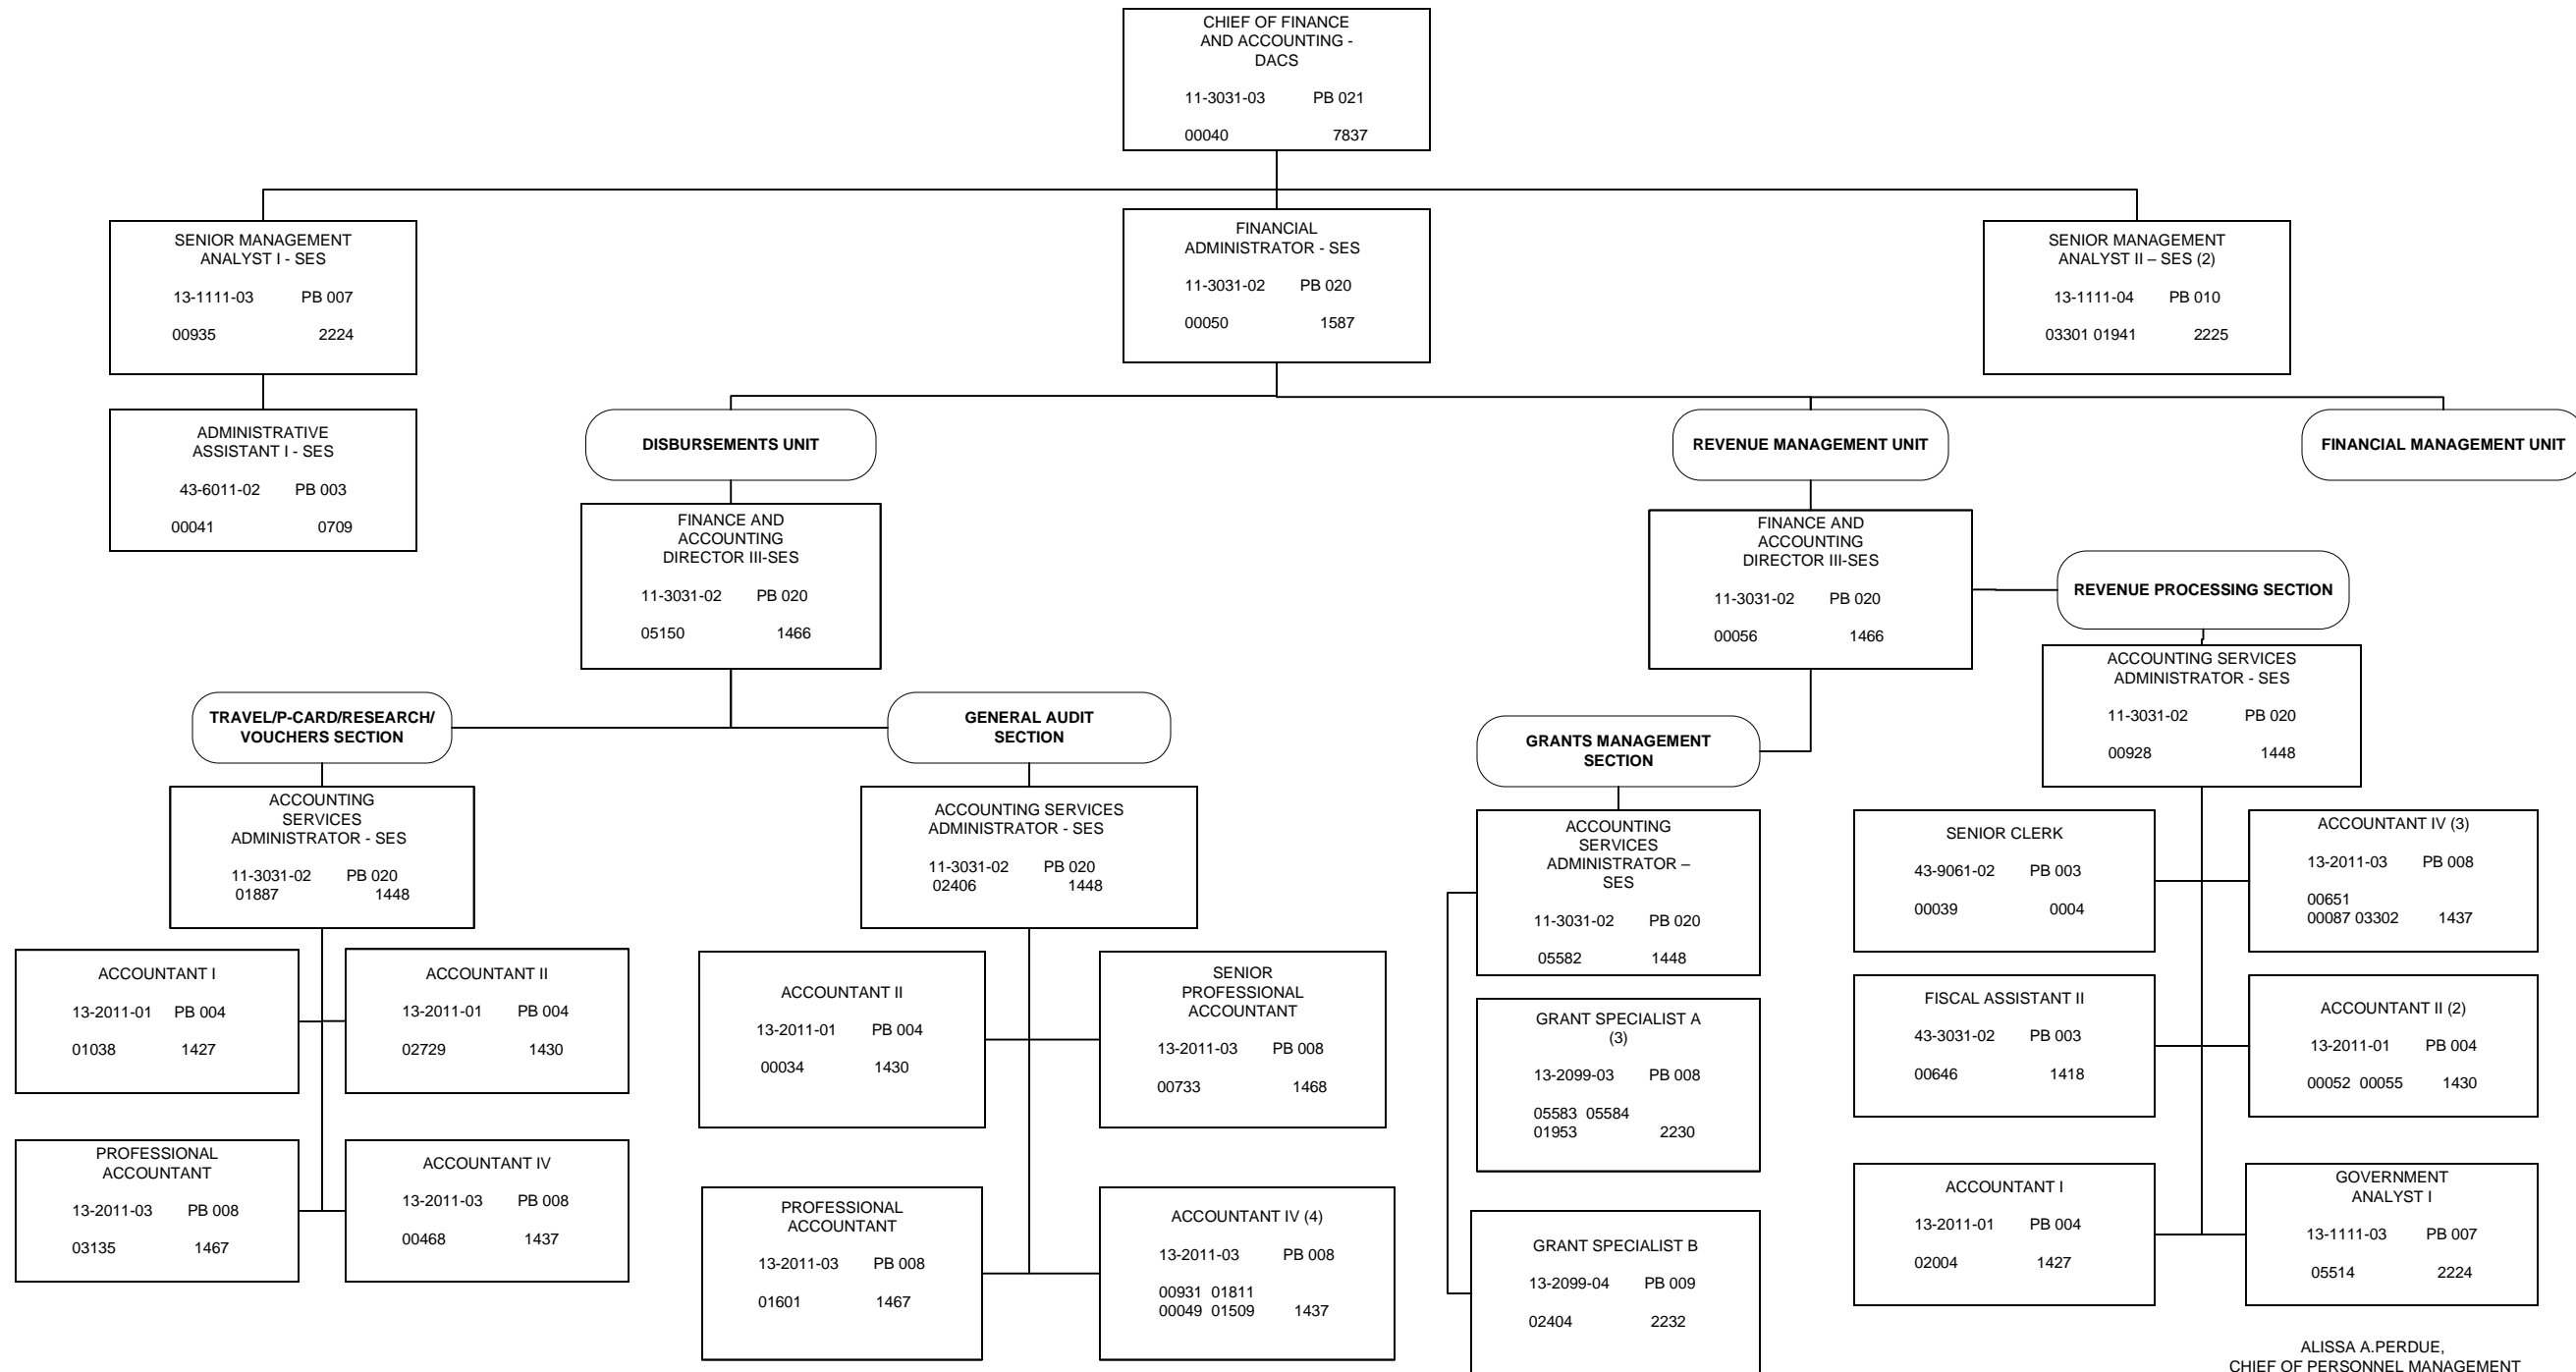 CHIEF OF FINANCE
AND ACCOUNTING -
DACS
11-3031-03 PB 021
00040 7837
SENIOR MANAGEMENT
ANALYST I - SES
13-1111-03 PB 007
00935 2224
FINANCIAL
ADMINISTRATOR - SES
11-3031-02 PB 020
00050 1587
SENIOR MANAGEMENT
ANALYST II – SES (2)
13-1111-04 PB 010
03301 01941 2225
ADMINISTRATIVE
ASSISTANT I - SES
43-6011-02 PB 003
00041 0709
DISBURSEMENTS UNIT
REVENUE MANAGEMENT UNIT
FINANCIAL MANAGEMENT UNIT
FINANCE AND
ACCOUNTING
DIRECTOR III-SES
11-3031-02 PB 020
05150 1466
FINANCE AND
ACCOUNTING
DIRECTOR III-SES
11-3031-02 PB 020
00056 1466
REVENUE PROCESSING SECTION
ACCOUNTING SERVICES
ADMINISTRATOR - SES
11-3031-02 PB 020
00928 1448
TRAVEL/P-CARD/RESEARCH/
VOUCHERS SECTION
GENERAL AUDIT
SECTION
GRANTS MANAGEMENT
SECTION
ACCOUNTING
SERVICES
ADMINISTRATOR - SES
11-3031-02 PB 020
01887 1448
ACCOUNTING SERVICES
ADMINISTRATOR - SES
11-3031-02 PB 020
02406 1448
ACCOUNTING
SERVICES
ADMINISTRATOR –
SES
11-3031-02 PB 020
05582 1448
SENIOR CLERK
43-9061-02 PB 003
00039 0004
ACCOUNTANT IV (3)
13-2011-03 PB 008
00651
00087 03302 1437
ACCOUNTANT I
13-2011-01 PB 004
01038 1427
ACCOUNTANT II
13-2011-01 PB 004
02729 1430
ACCOUNTANT II
13-2011-01 PB 004
00034 1430
SENIOR
PROFESSIONAL
ACCOUNTANT
13-2011-03 PB 008
00733 1468
GRANT SPECIALIST A
(3)
13-2099-03 PB 008
05583 05584
01953 2230
FISCAL ASSISTANT II
43-3031-02 PB 003
00646 1418
ACCOUNTANT II (2)
13-2011-01 PB 004
00052 00055 1430
PROFESSIONAL
ACCOUNTANT
13-2011-03 PB 008
03135 1467
ACCOUNTANT IV
13-2011-03 PB 008
00468 1437
PROFESSIONAL
ACCOUNTANT
13-2011-03 PB 008
01601 1467
ACCOUNTANT IV (4)
13-2011-03 PB 008
00931 01811
00049 01509 1437
GRANT SPECIALIST B
13-2099-04 PB 009
02404 2232
ACCOUNTANT I
13-2011-01 PB 004
02004 1427
GOVERNMENT
ANALYST I
13-1111-03 PB 007
05514 2224
ALISSA A.PERDUE,
CHIEF OF PERSONNEL MANAGEMENT